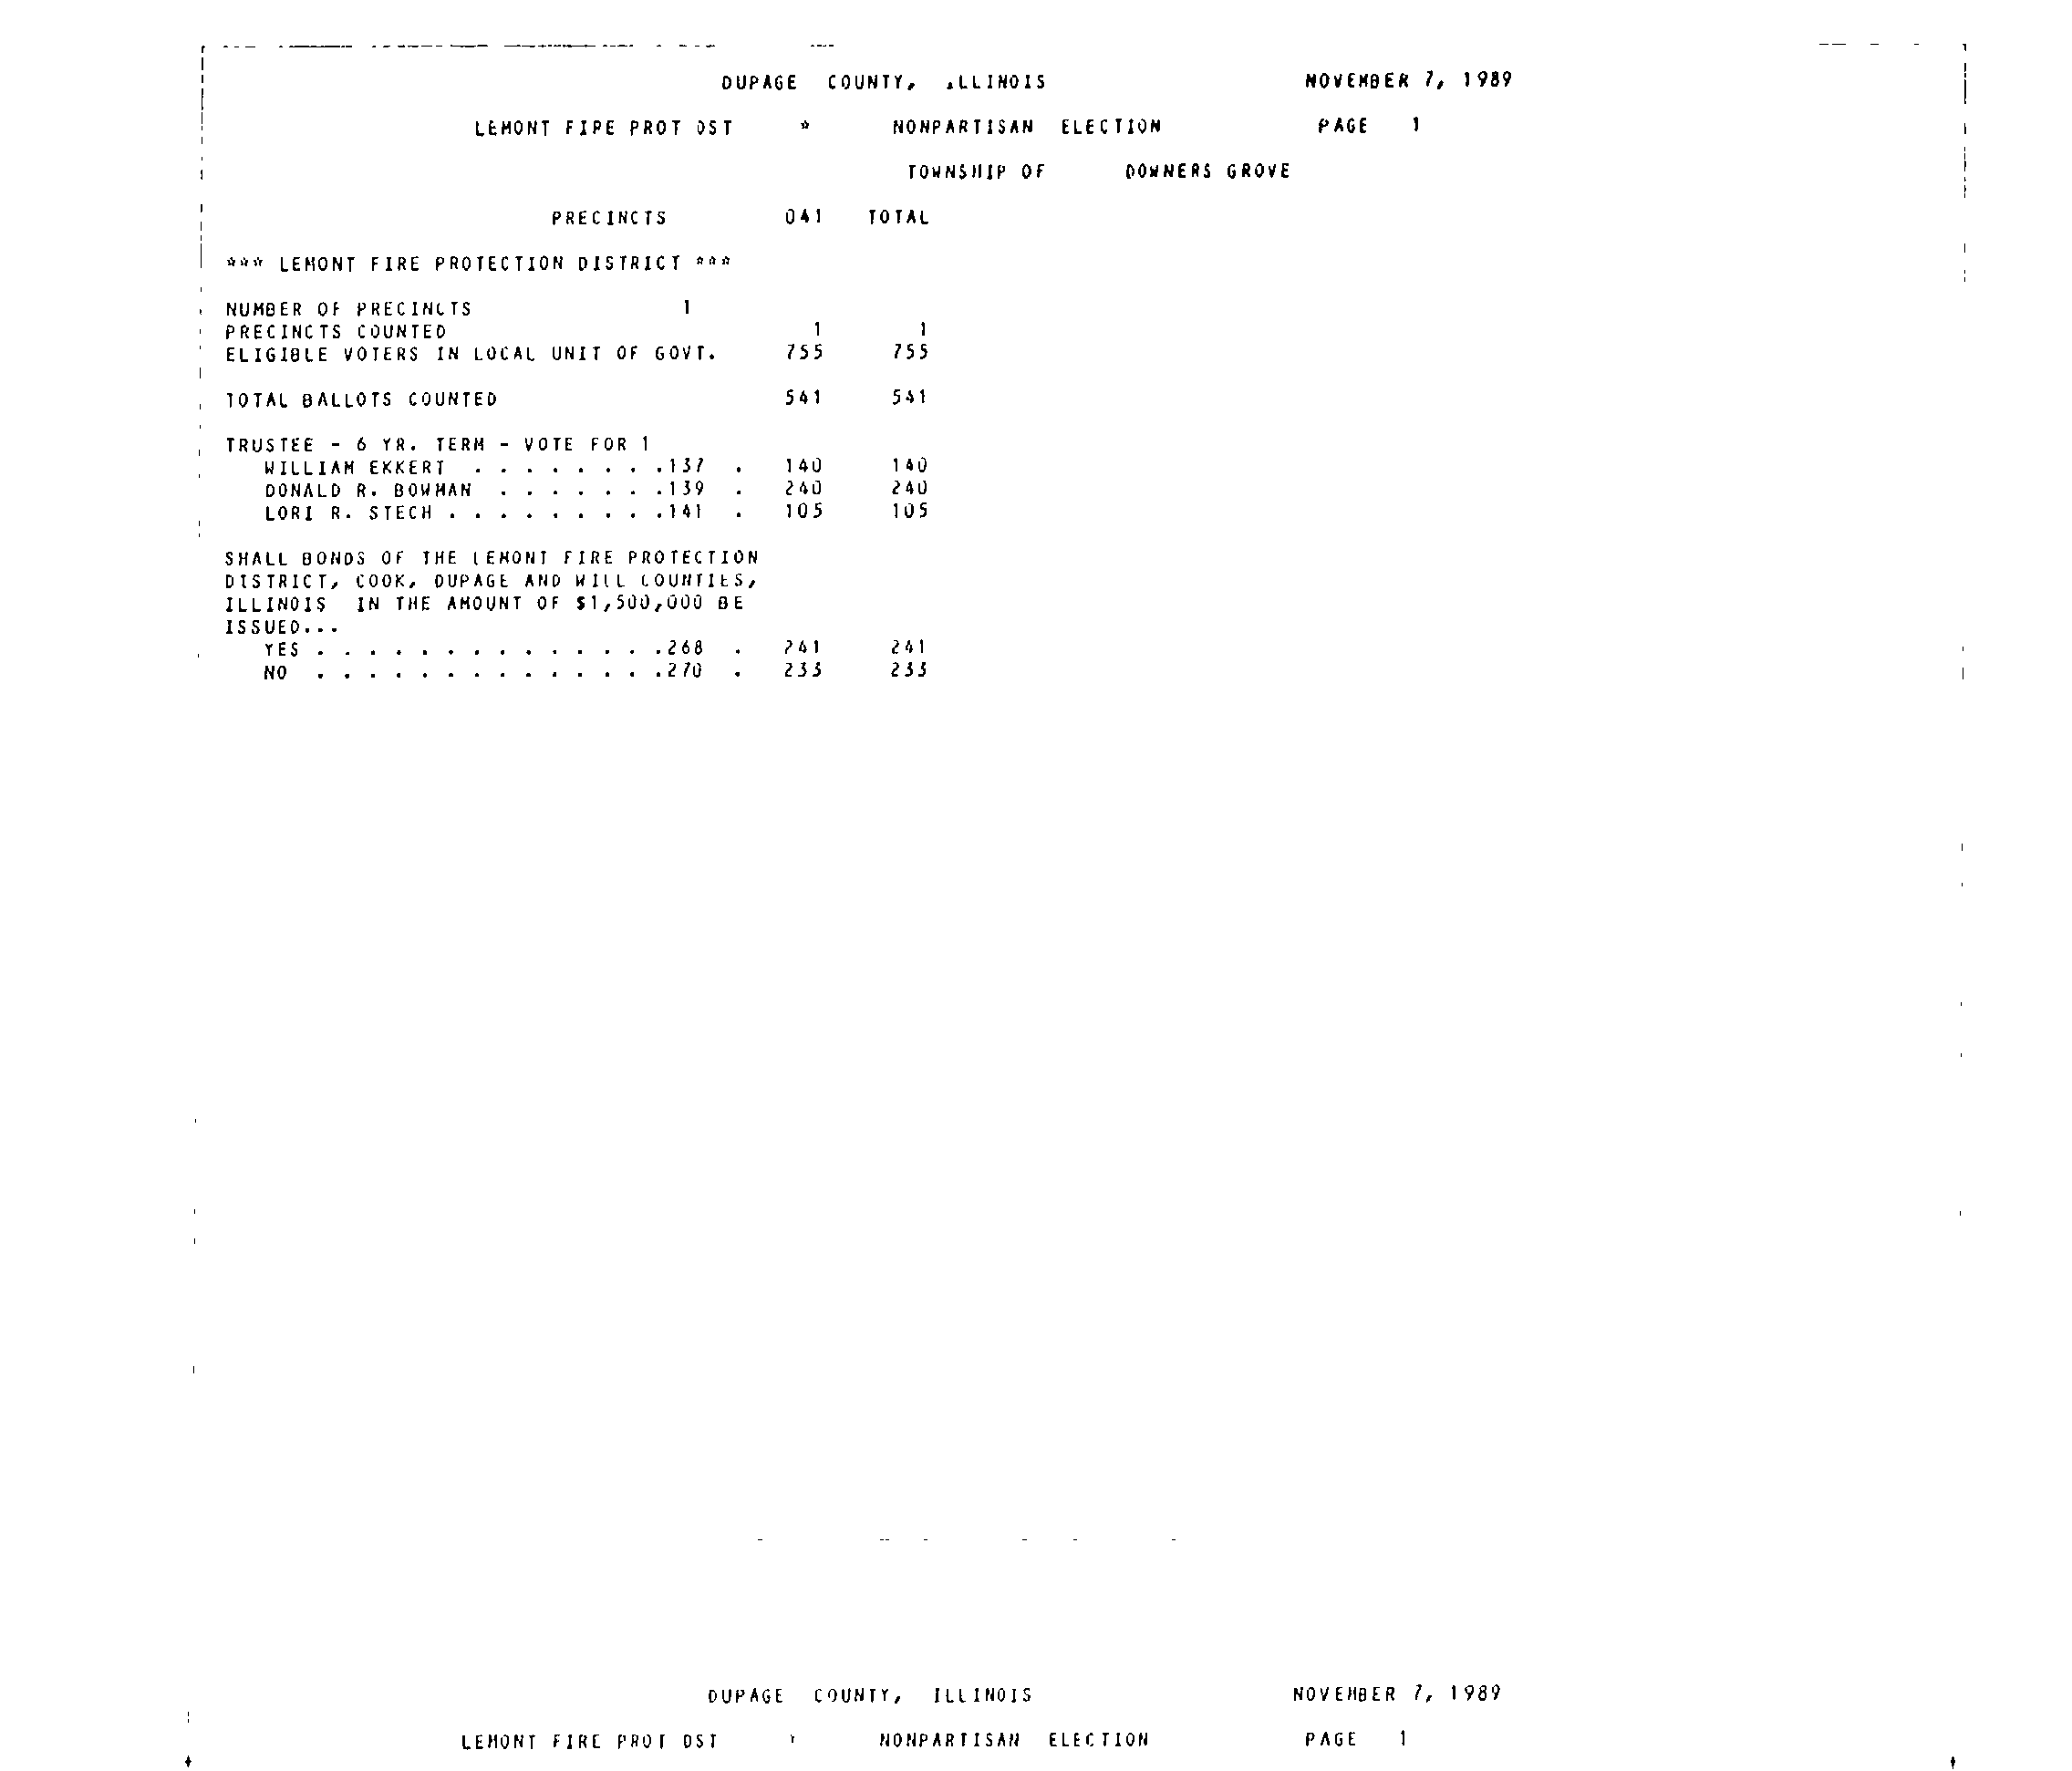 DUPAGE COUNTY, ILLINOIS NOVEMBER 7, 1989
LEMONT FIRE PROT DST * NONPARTISAN ELECTION PAGE 1
TOWNSHIP OF DOWNERS GROVE
PRECINCTS 041 TOTAL
*** LEMONT FIRE PROTECTION DISTRICT ***
NUMBER OF PRECINCTS 1
PRECINCTS COUNTED 1 1
ELIGIBLE VOTERS IN LOCAL UNIT OF GOVT. 755 755
TOTAL BALLOTS COUNTED 541 541
TRUSTEE - 6 YR. TERM - VOTE FOR 1
WILLIAM EKKERT . . . . . . . .137 . 140 140
DONALD R. BOWMAN . . . . . . .139 . 240 240
LORI R. STECH . . . . . . . . .141 . 105 105
SHALL BONDS OF THE LEMONT FIRE PROTECTION
DISTRICT, COOK, DUPAGE AND WILL COUNTIES,
ILLINOIS IN THE AMOUNT OF $1,500,000 BE
ISSUED...
YES . . . . . . . . . . . . . .268 . 241 241
NO . . . . . . . . . . . . . .270 . 233 233
DUPAGE COUNTY, ILLINOIS NOVEMBER 7, 1989
LEMONT FIRE PROT DST * NONPARTISAN ELECTION PAGE 1